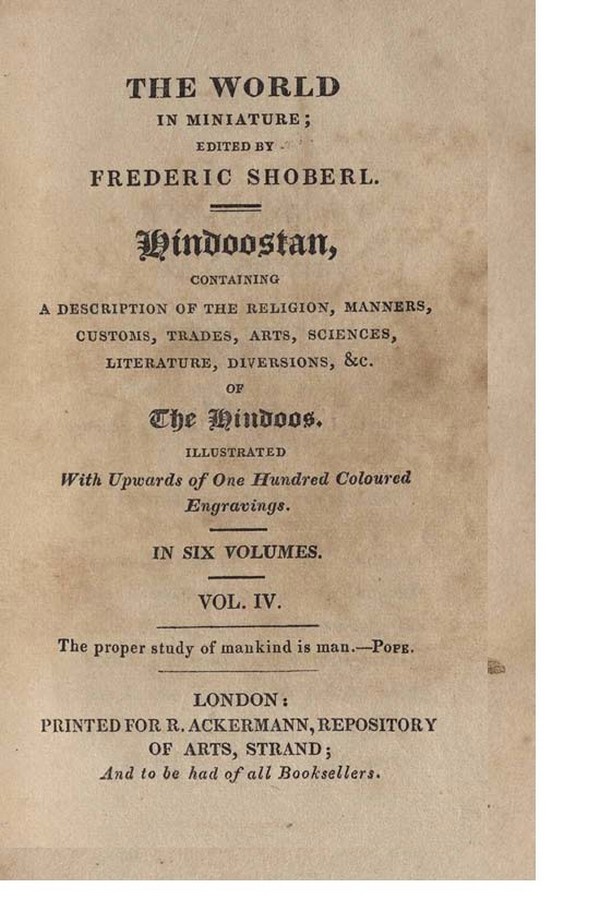 THE WORLD
IN MINIATURE;
EDITED BY
FREDERIC SHOBERL.
Hindoostan,
CONTAINING
A DESCRIPTION OF THE RELIGION, MANNERS,
CUSTOMS, TRADES, ARTS, SCIENCES,
LITERATURE, DIVERSIONS, &c.
OF
The Hindoos.
ILLUSTRATED
With Upwards of One Hundred Coloured
Engravings.
IN SIX VOLUMES.
VOL. IV.
The proper study of mankind is man.—POPE.
LONDON:
PRINTED FOR R. ACKERMANN, REPOSITORY
OF ARTS, STRAND;
And to be had of all Booksellers.